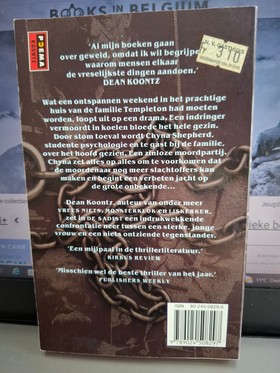 BOOKS IN BELGIUM
POEMA
'Al mijn boeken gaan
over geweld, omdat ik wil begrijpen
waarom mensen elkaar
de vreselijkste dingen aandoen.'
DEAN KOONTZ
Wat een ontspannen weekend in het prachtige
huis van de familie Templeton had moeten
worden, loopt uit op een drama. Een indringer
vermoordt in koelen bloede het hele gezin.
Door stom toeval wordt Chyna Shepherd,
studente psychologie en te gast bij de familie,
over het hoofd gezien. Een zinloze moordpartij.
Chyna zet alles op alles om te voorkomen dat
de moordenaar nog meer slachtoffers kan
maken en begint een verbeten jacht op
de grote onbekende...
Dean Koontz, auteur van onder meer
VREES NIETS, MONSTERKLOK en IJSBREKER,
zet in DE SADIST een indrukwekkende
confrontatie neer tussen een sterke, jonge
vrouw en een niets ontziende tegenstander.
'Een mijlpaal in de thrillerliteratuur.'
KIRKUS REVIEW
'Misschien wel de beste thriller van het jaar.'
PUBLISHERS WEEKLY
ISBN